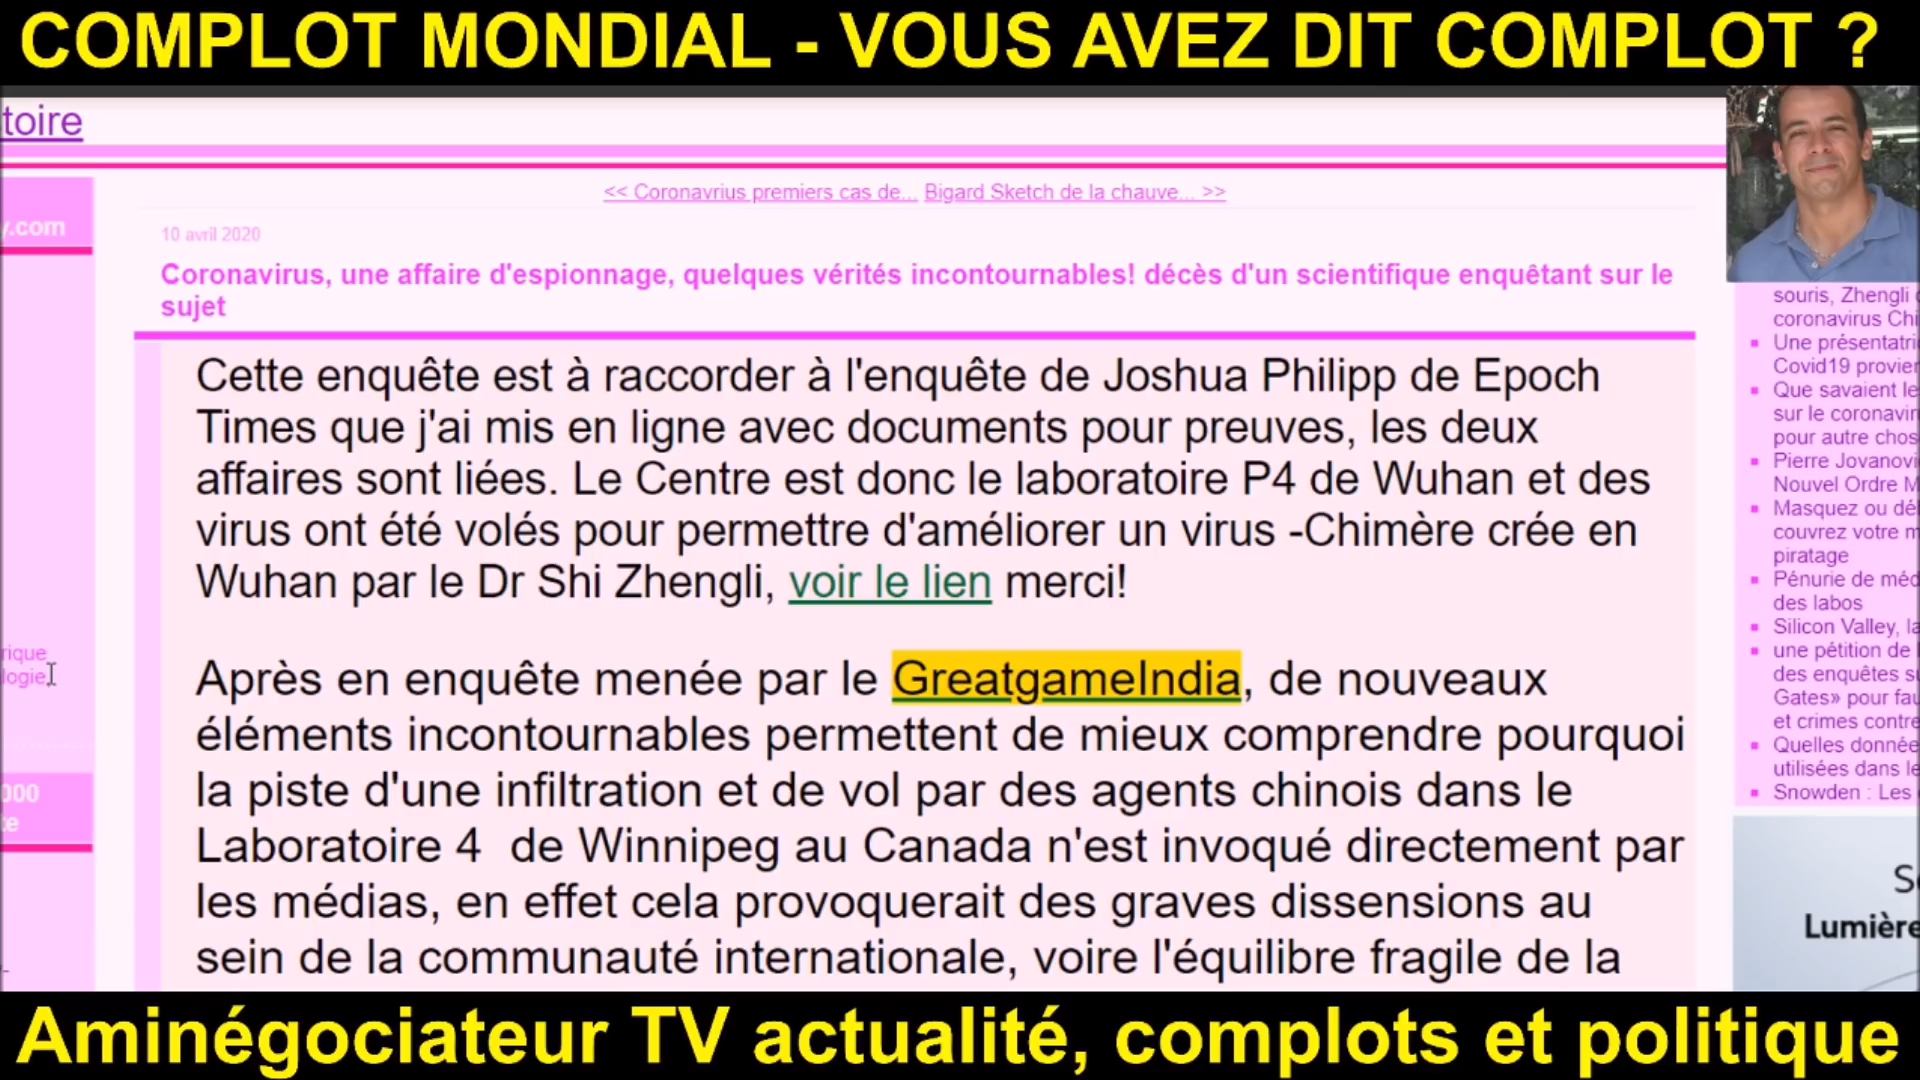 COMPLOT MONDIAL - VOUS AVEZ DIT COMPLOT ?
toire
y.com
<< Coronavrius premiers cas de... Bigard Sketch de la chauve... >>
10 avril 2020
Coronavirus, une affaire d'espionnage, quelques vérités incontournables! décès d'un scientifique enquêtant sur le
sujet
Cette enquête est à raccorder à l'enquête de Joshua Philipp de Epoch
Times que j'ai mis en ligne avec documents pour preuves, les deux
affaires sont liées. Le Centre est donc le laboratoire P4 de Wuhan et des
virus ont été volés pour permettre d'améliorer un virus -Chimère crée en
Wuhan par le Dr Shi Zhengli, voir le lien merci!
Après en enquête menée par le GreatgameIndia, de nouveaux
éléments incontournables permettent de mieux comprendre pourquoi
la piste d'une infiltration et de vol par des agents chinois dans le
Laboratoire 4 de Winnipeg au Canada n'est invoqué directement par
les médias, en effet cela provoquerait des graves dissensions au
sein de la communauté internationale, voire l'équilibre fragile de la
rique
logie
000
te
souris, Zhengli
coronavirus Chi
Une présentatri
Covid19 provier
Que savaient le
sur le coronavir
pour autre chos
Pierre Jovanovi
Nouvel Ordre M
Masquez ou dé
couvrez votre m
piratage
Pénurie de méd
des labos
Silicon Valley, la
une pétition de
des enquêtes su
Gates» pour fau
et crimes contre
Quelles donnée
utilisées dans le
Snowden : Les
Lumière
Aminégociateur TV actualité, complots et politique